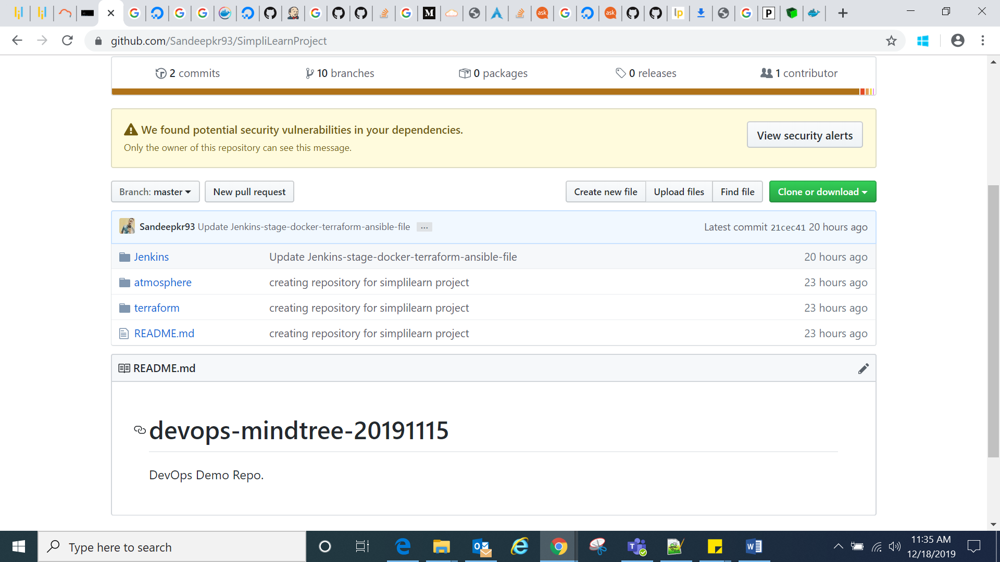 ask
ask
lp
P
github.com/Sandeepkr93/SimpliLearnProject
2 commits
10 branches
0 packages
0 releases
1 contributor
We found potential security vulnerabilities in your dependencies.
Only the owner of this repository can see this message.
View security alerts
Branch: master
New pull request
Create new file
Upload files
Find file
Clone or download
Sandeepkr93 Update Jenkins-stage-docker-terraform-ansible-file ...
Latest commit 21cec41 20 hours ago
Jenkins Update Jenkins-stage-docker-terraform-ansible-file 20 hours ago
atmosphere creating repository for simplilearn project 23 hours ago
terraform creating repository for simplilearn project 23 hours ago
README.md creating repository for simplilearn project 23 hours ago
README.md
devops-mindtree-20191115
DevOps Demo Repo.
Type here to search
11:35 AM
12/18/2019